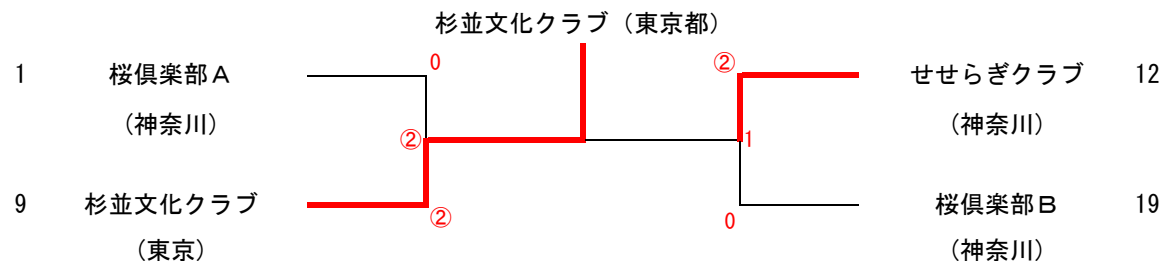 杉並文化クラブ（東京都）
0 ②
1 桜倶楽部Ａ せせらぎクラブ 12
（神奈川） （神奈川）
② 1
9 杉並文化クラブ 桜倶楽部Ｂ 19
② 0
（東京） （神奈川）